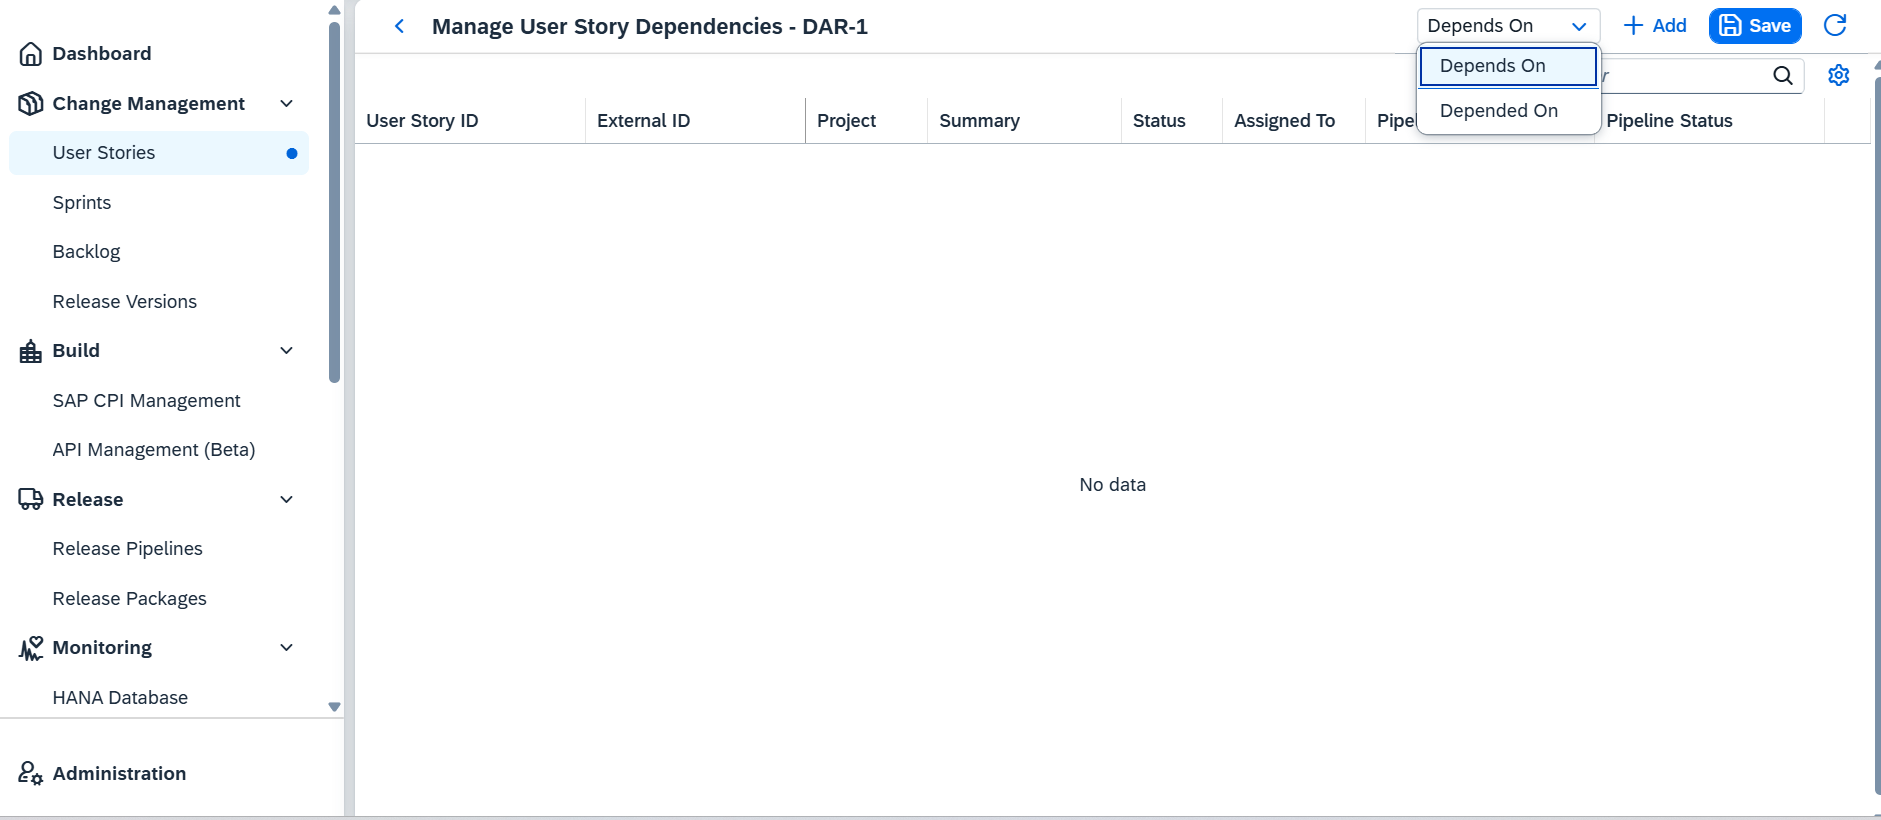 Dashboard
Change Management
User Stories
Sprints
Backlog
Release Versions
Build
SAP CPI Management
API Management (Beta)
Release
Release Pipelines
Release Packages
Monitoring
HANA Database
Administration
Manage User Story Dependencies - DAR-1
Depends On
Add
Save
Depends On
Depended On
User Story ID
External ID
Project
Summary
Status
Assigned To
Pipeline Status
No data